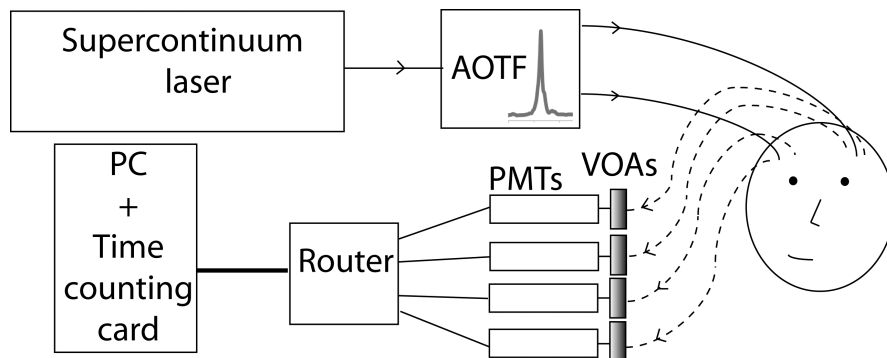 Supercontinuum
laser
AOTF
PC
+
Time
counting
card
Router
PMTs
VOAs